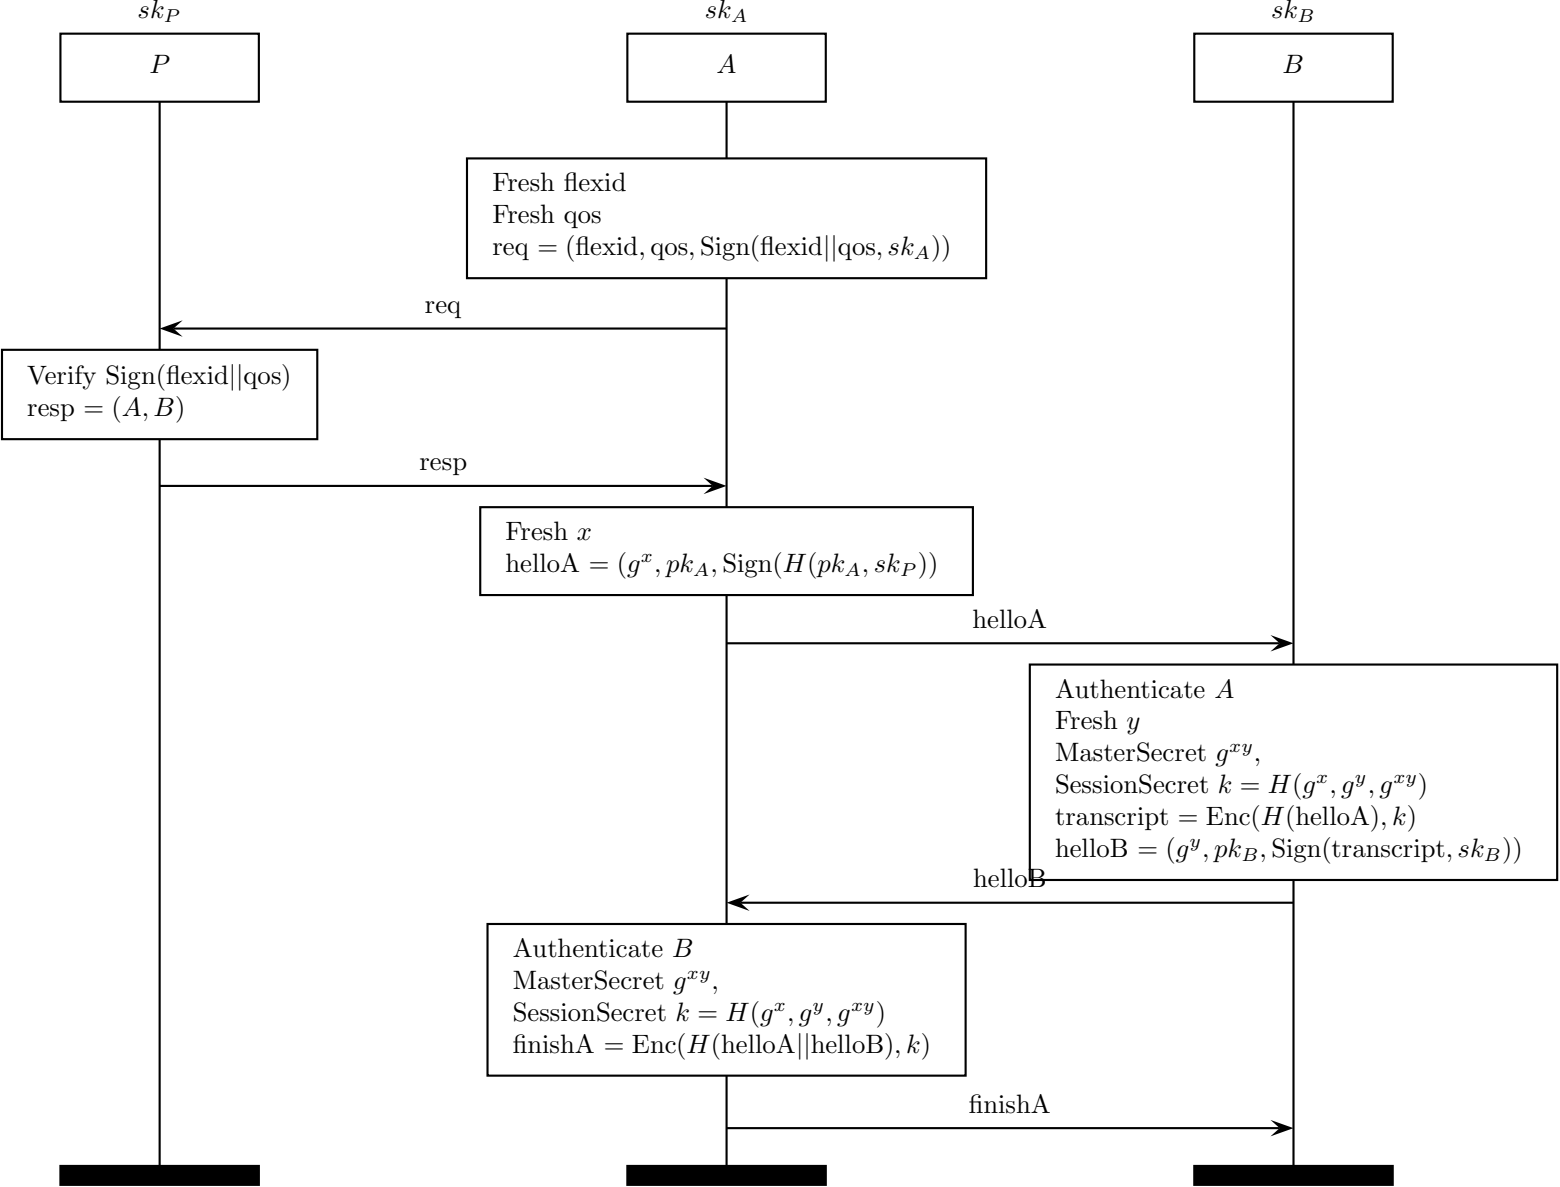 sk_P
sk_A
sk_B
P
A
B
Fresh flexid
Fresh qos
req = (flexid, qos, Sign(flexid||qos, sk_A))
req
Verify Sign(flexid||qos)
resp = (A, B)
resp
Fresh x
helloA = (g^x, pk_A, Sign(H(pk_A, sk_P))
helloA
Authenticate A
Fresh y
MasterSecret g^{xy},
SessionSecret k = H(g^x, g^y, g^{xy})
transcript = Enc(H(helloA), k)
helloB = (g^y, pk_B, Sign(transcript, sk_B))
helloB
Authenticate B
MasterSecret g^{xy},
SessionSecret k = H(g^x, g^y, g^{xy})
finishA = Enc(H(helloA||helloB), k)
finishA